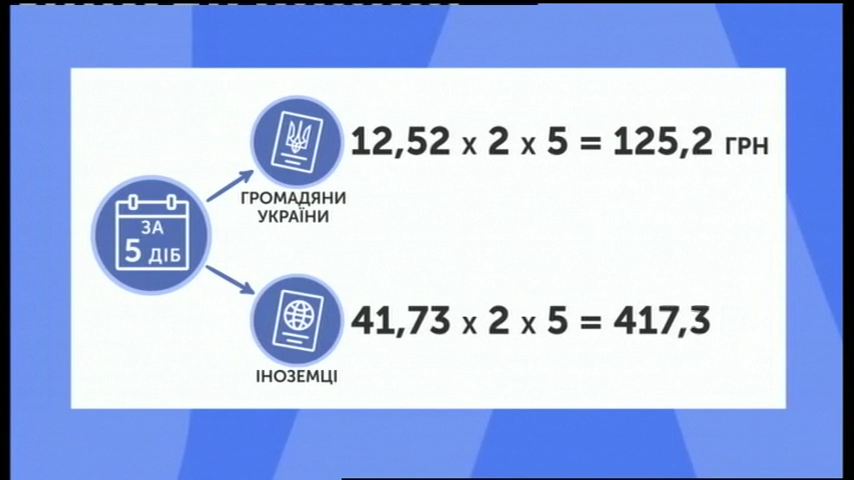 ЗА
5 ДІБ
12,52 x 2 x 5 = 125,2 ГРН
ГРОМАДЯНИ
УКРАЇНИ
41,73 x 2 x 5 = 417,3
ІНОЗЕМЦІ